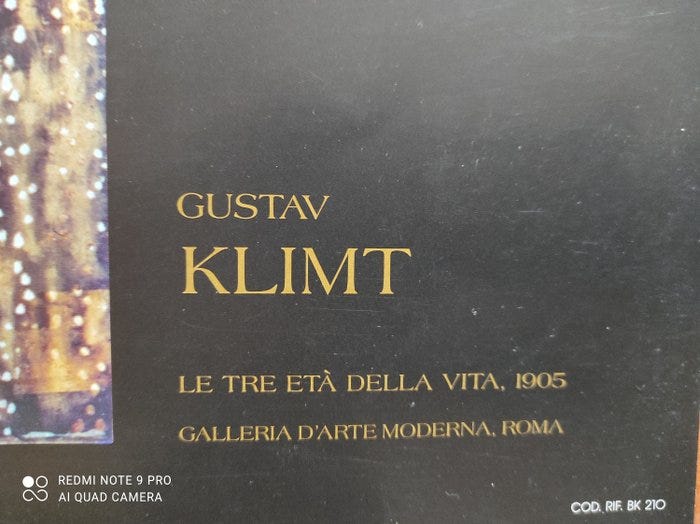 GUSTAV
KLIMT
LE TRE ETÀ DELLA VITA, 1905
GALLERIA D'ARTE MODERNA, ROMA
REDMI NOTE 9 PRO
AI QUAD CAMERA
COD. RIF. BK 210